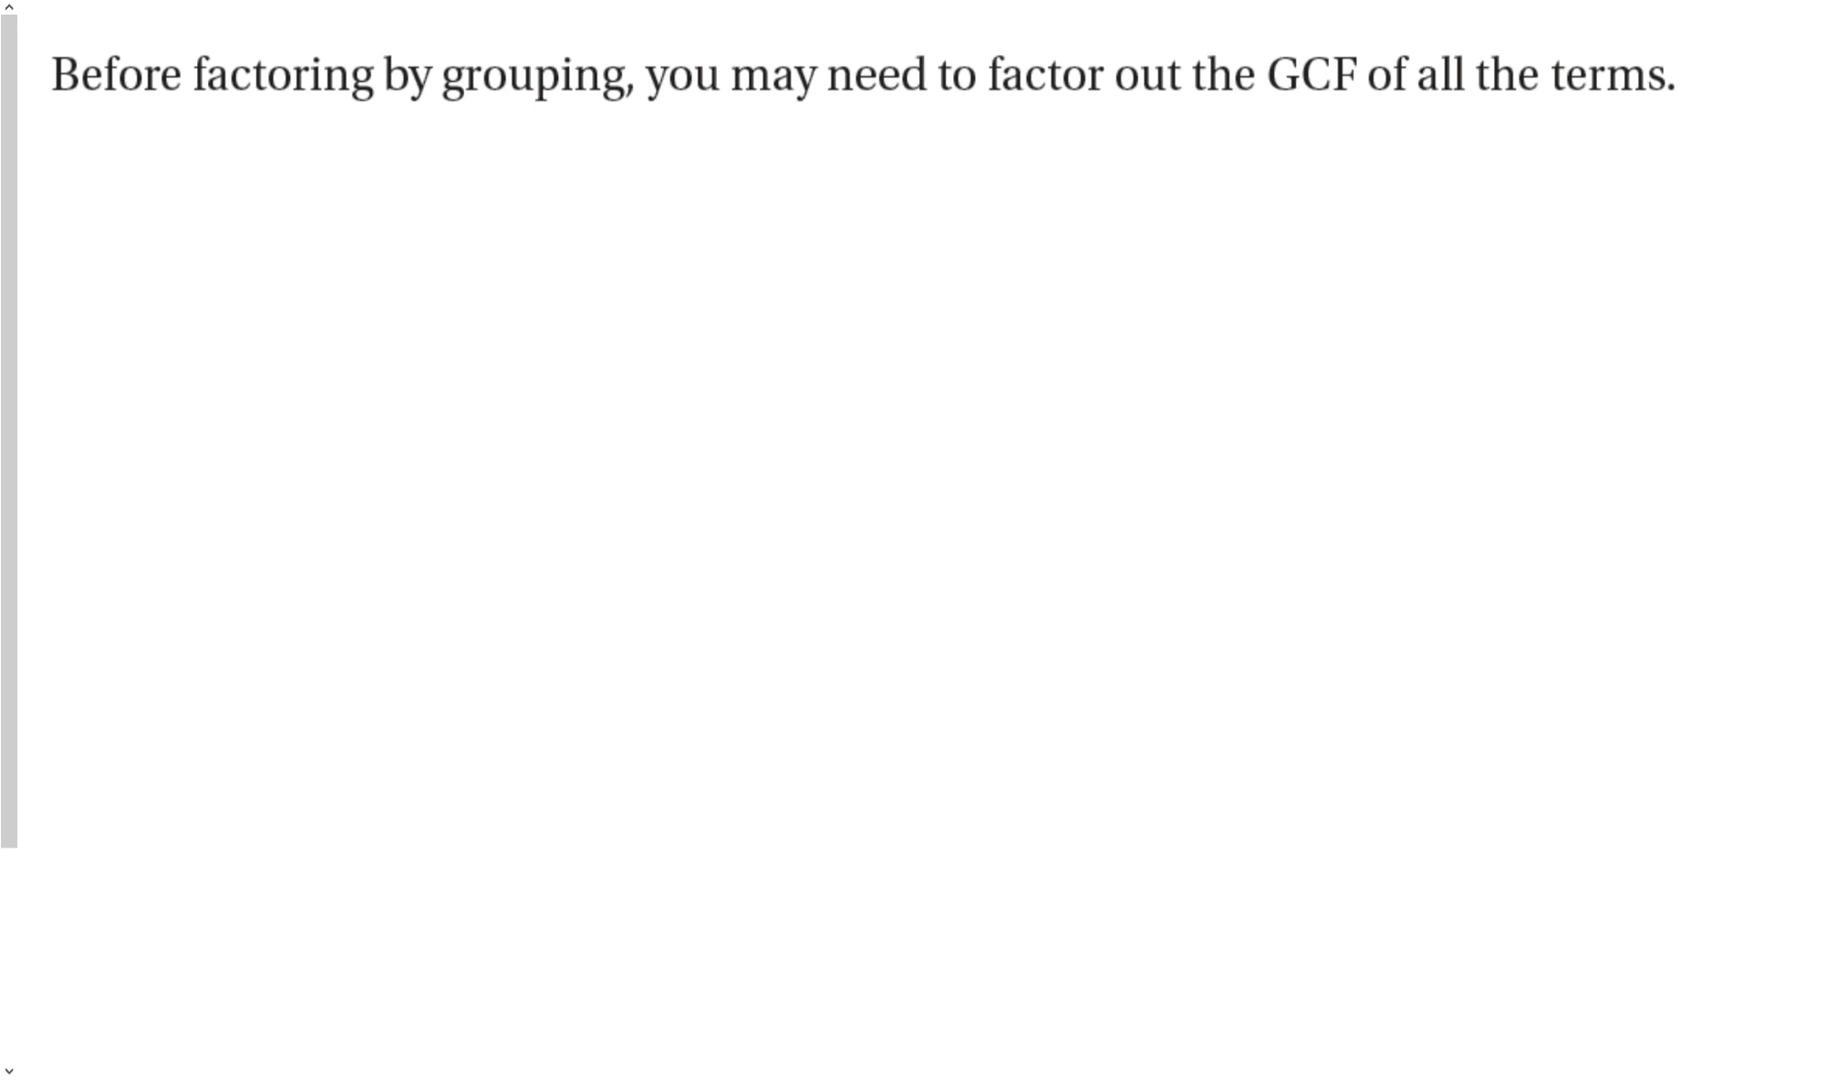 Before factoring by grouping, you may need to factor out the GCF of all the terms.